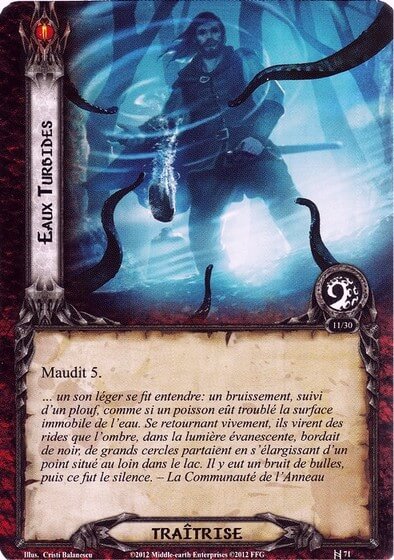 EAUX TURBIDES
11/30
Maudit 5.
… un son léger se fit entendre: un bruissement, suivi
d'un plouf, comme si un poisson eût troublé la surface
immobile de l'eau. Se retournant vivement, ils virent des
rides que l'ombre, dans la lumière évanescente, bordait
de noir, de grands cercles partaient en s'élargissant d'un
point situé au loin dans le lac. Il y eut un bruit de bulles,
puis ce fut le silence. – La Communauté de l'Anneau
TRAÎTRISE
Illus. Cristi Balanescu ©2012 Middle-earth Enterprises ©2012 FFG 71